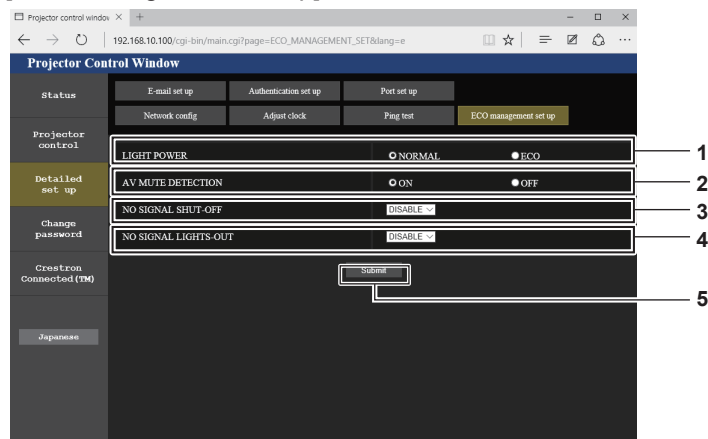 Projector control window
192.168.10.100/cgi-bin/main.cgi?page=ECO_MANAGEMENT_SET&lang=e
Projector Control Window
Status
E-mail set up
Authentication set up
Port set up
Network config
Adjust clock
Ping test
ECO management set up
Projector
control
LIGHT POWER
NORMAL
ECO
1
Detailed
set up
AV MUTE DETECTION
ON
OFF
2
NO SIGNAL SHUT-OFF
DISABLE
3
Change
password
NO SIGNAL LIGHTS-OUT
DISABLE
4
Crestron
Connected(TM)
Submit
5
Japanese